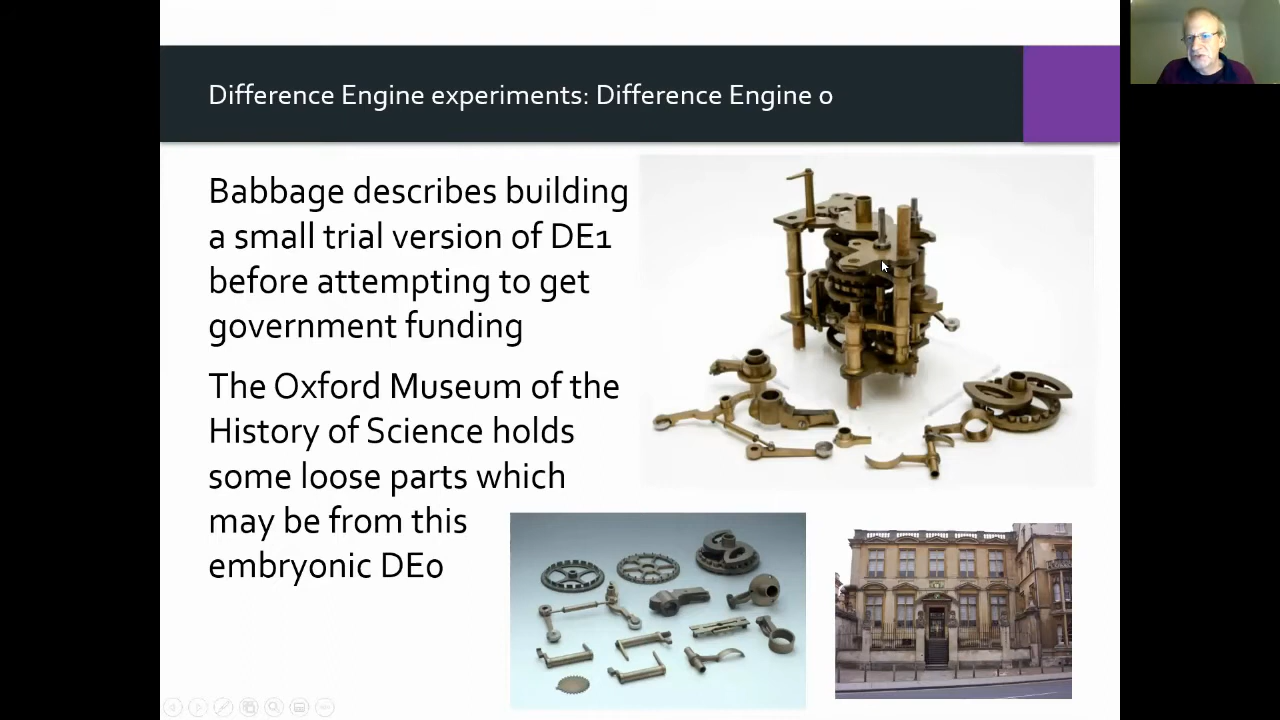 Difference Engine experiments: Difference Engine 0
Babbage describes building
a small trial version of DE1
before attempting to get
government funding
The Oxford Museum of the
History of Science holds
some loose parts which
may be from this
embryonic DE0